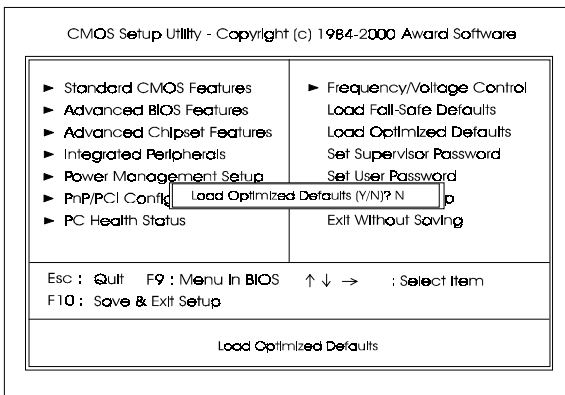 CMOS Setup Utility - Copyright (c) 1984-2000 Award Software
► Standard CMOS Features
► Advanced BIOS Features
► Advanced Chipset Features
► Integrated Peripherals
► Power Management Setup
► PnP/PCI Config
► PC Health Status
► Frequency/Voltage Control
Load Fail-Safe Defaults
Load Optimized Defaults
Set Supervisor Password
Set User Password
p
Exit Without Saving
Load Optimized Defaults (Y/N)? N
Esc : Quit F9 : Menu in BIOS ↑ ↓ → : Select Item
F10 : Save & Exit Setup
Load Optimized Defaults